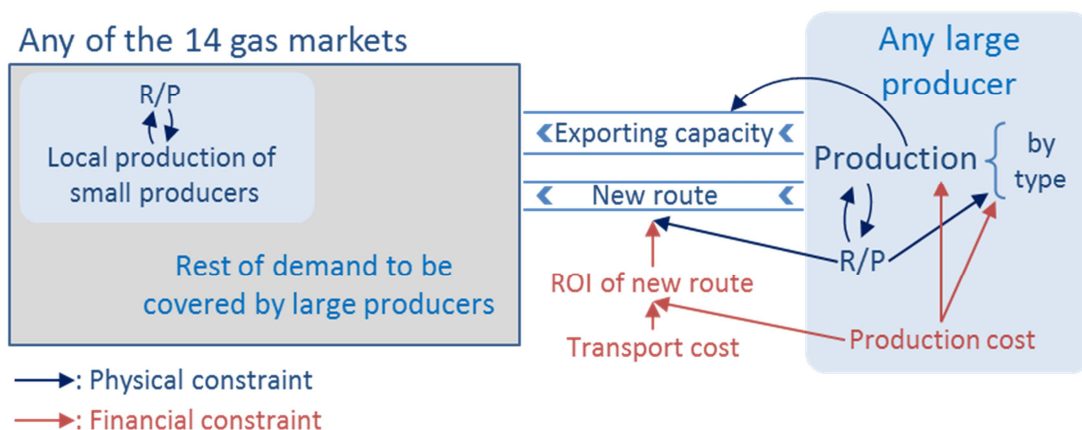 Any of the 14 gas markets
R/P
Local production of
small producers
Rest of demand to be
covered by large producers
Exporting capacity
New route
ROI of new route
Transport cost
Any large
producer
Production
by
type
R/P
Production cost
: Physical constraint
: Financial constraint